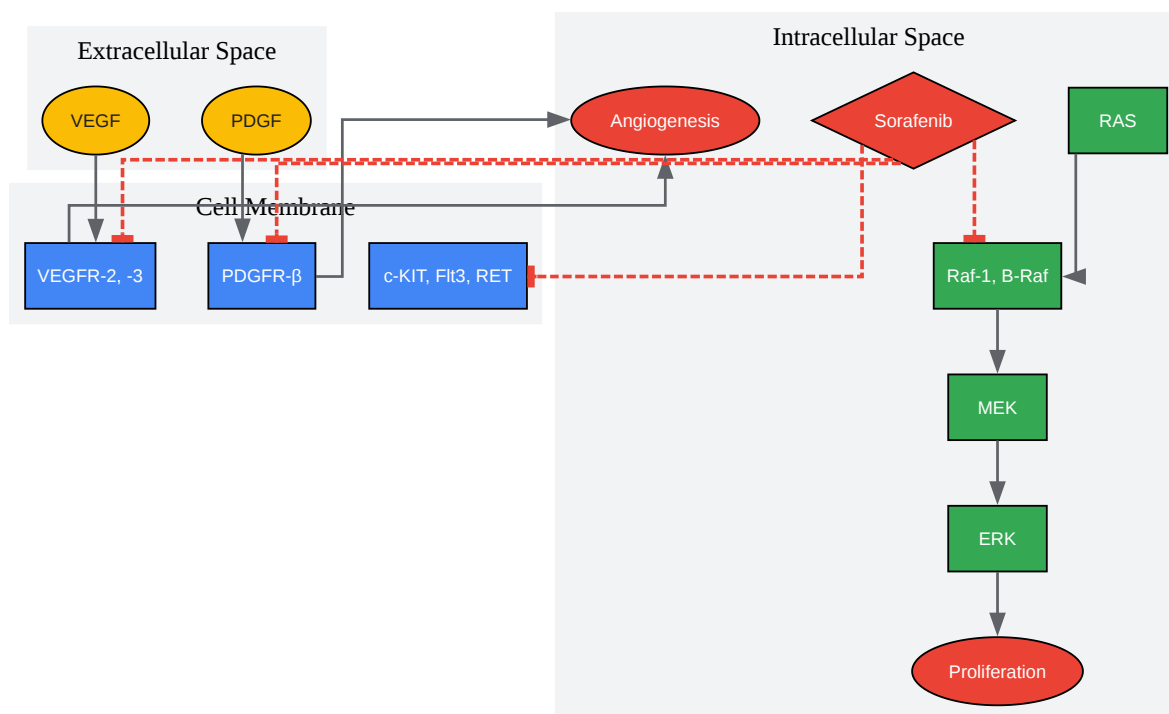 Extracellular Space
Intracellular Space
VEGF
PDGF
Angiogenesis
Sorafenib
RAS
Cell Membrane
VEGFR-2, -3
PDGFR-β
c-KIT, Flt3, RET
Raf-1, B-Raf
MEK
ERK
Proliferation